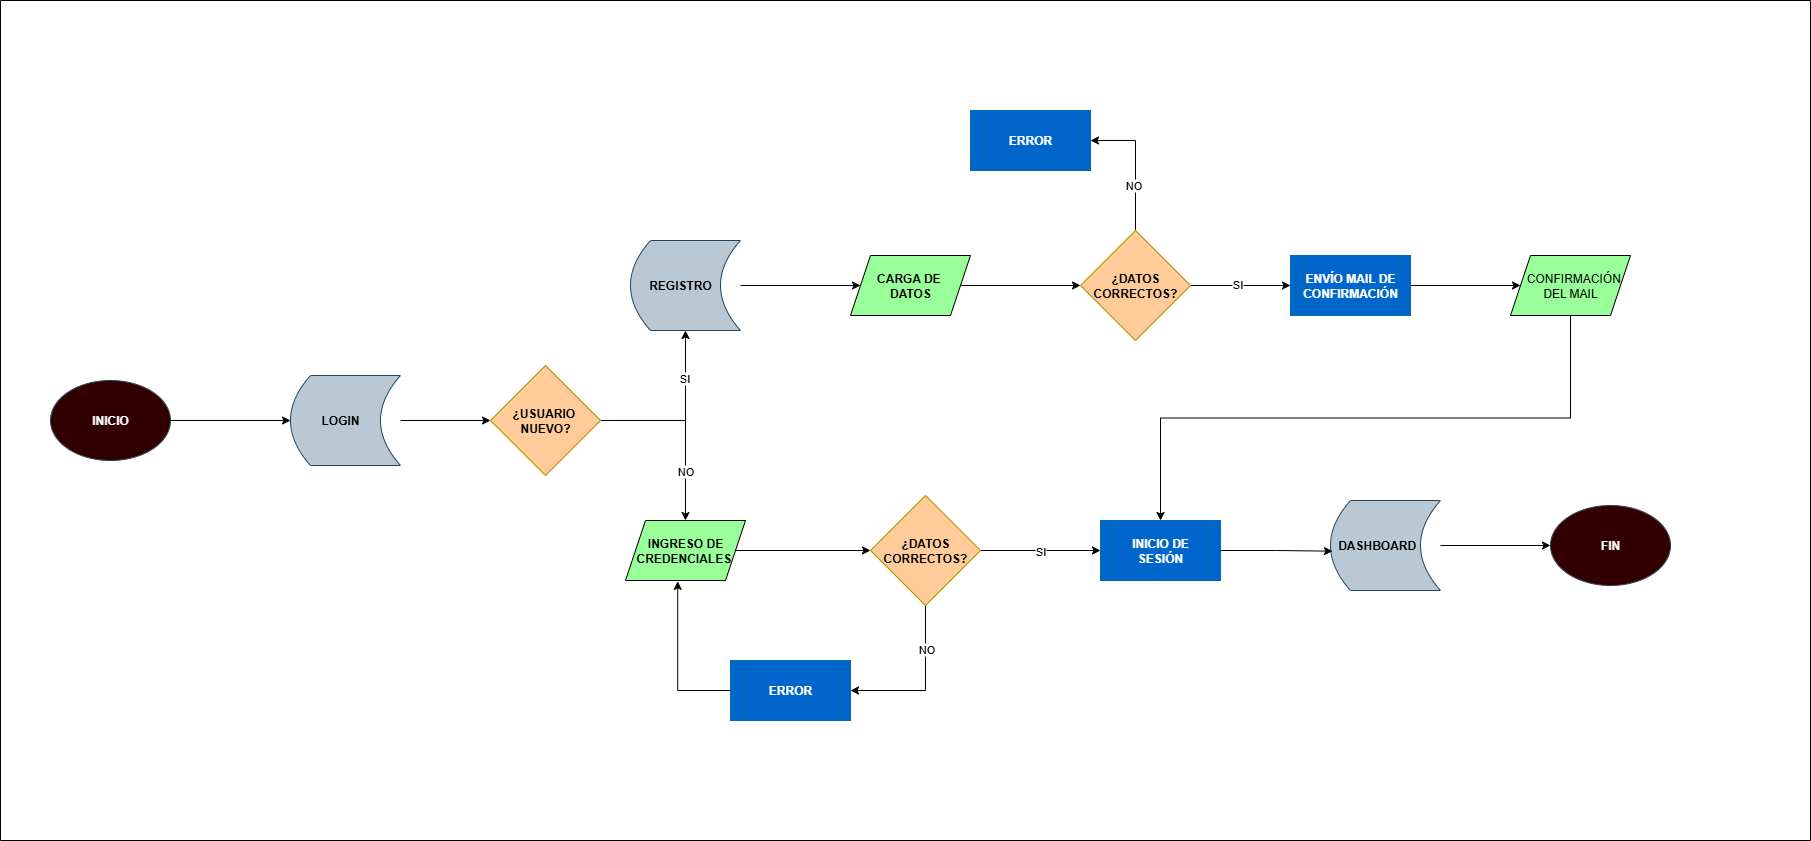 ERROR
NO
REGISTRO
CARGA DE
DATOS
¿DATOS
CORRECTOS?
SI
ENVÍO MAIL DE
CONFIRMACIÓN
CONFIRMACIÓN
DEL MAIL
SI
INICIO
LOGIN
¿USUARIO
NUEVO?
NO
INGRESO DE
CREDENCIALES
¿DATOS
CORRECTOS?
SI
INICIO DE
SESIÓN
DASHBOARD
FIN
NO
ERROR